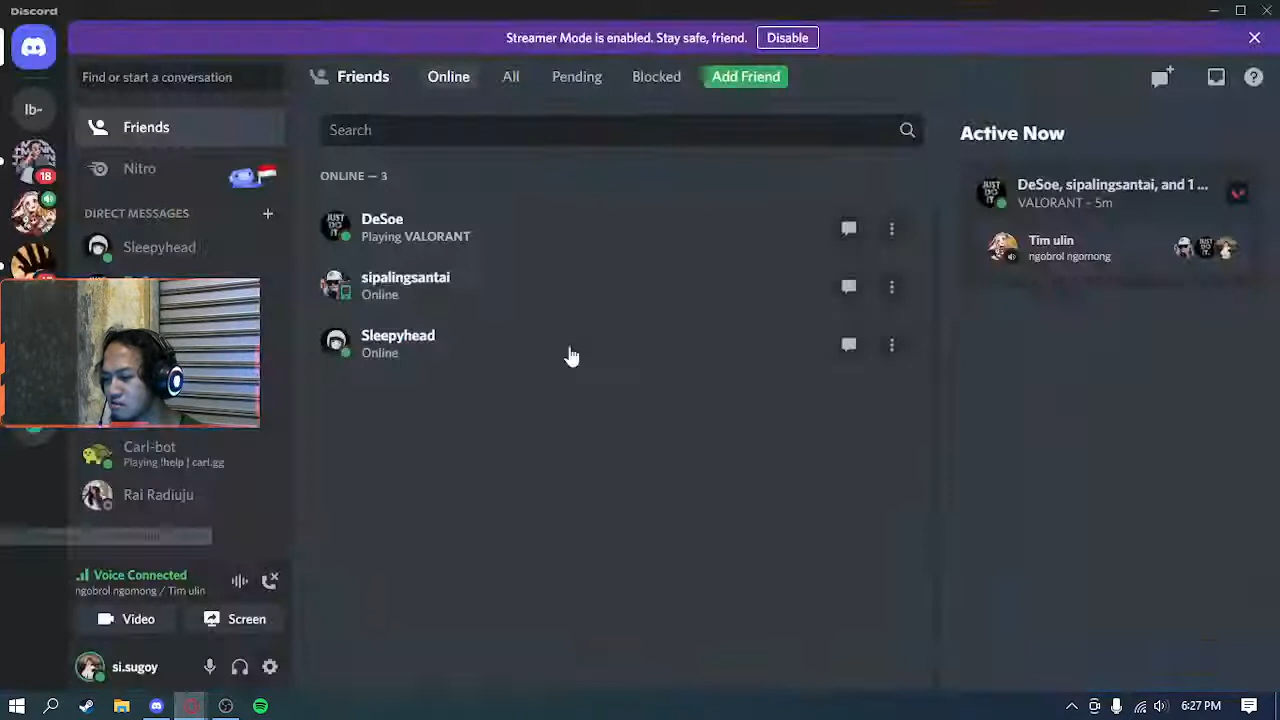 Discord
Streamer Mode is enabled. Stay safe, friend.
Disable
Find or start a conversation
Friends
Online
All
Pending
Blocked
Add Friend
lb-
Friends
Search
Active Now
Nitro
18
ONLINE — 3
DeSoe, sipalingsantai, and 1 ...
VALORANT - 5m
DIRECT MESSAGES
DeSoe
Playing VALORANT
Sleepyhead
Tim ulin
ngobrol ngomong
sipalingsantai
Online
Sleepyhead
Online
Carl-bot
Playing !help | carl.gg
Rai Radiuju
Voice Connected
ngobrol ngomong / Tim ulin
Video
Screen
si.sugoy
6:27 PM